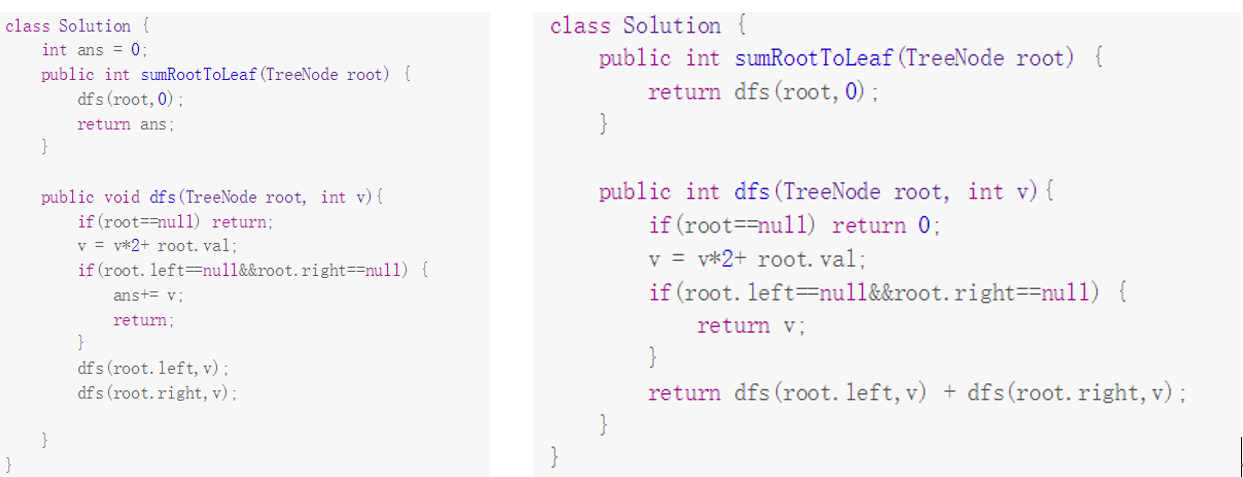 class Solution {
int ans = 0;
public int sumRootToLeaf(TreeNode root) {
dfs(root,0);
return ans;
}
public void dfs(TreeNode root, int v){
if(root==null) return;
v = v*2+ root.val;
if(root.left==null&&root.right==null) {
ans+= v;
return;
}
dfs(root.left,v);
dfs(root.right,v);
}
}
class Solution {
public int sumRootToLeaf(TreeNode root) {
return dfs(root,0);
}
public int dfs(TreeNode root, int v){
if(root==null) return 0;
v = v*2+ root.val;
if(root.left==null&&root.right==null) {
return v;
}
return dfs(root.left,v) + dfs(root.right,v);
}
}